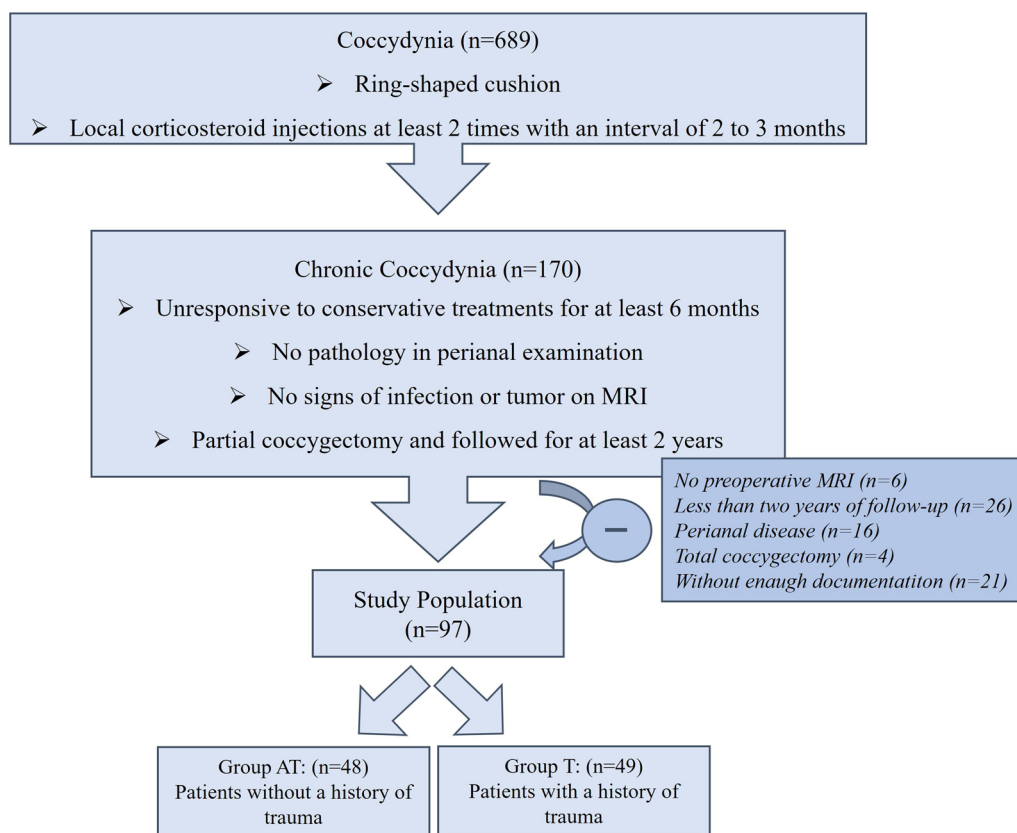 Coccydynia (n=689)
➤ Ring-shaped cushion
➤ Local corticosteroid injections at least 2 times with an interval of 2 to 3 months
Chronic Coccydynia (n=170)
➤ Unresponsive to conservative treatments for at least 6 months
➤ No pathology in perianal examination
➤ No signs of infection or tumor on MRI
➤ Partial coccygectomy and followed for at least 2 years
No preoperative MRI (n=6)
Less than two years of follow-up (n=26)
Perianal disease (n=16)
Total coccygectomy (n=4)
Without enaugh documentatiton (n=21)
Study Population
(n=97)
Group AT: (n=48)
Patients without a history of
trauma
Group T: (n=49)
Patients with a history of
trauma